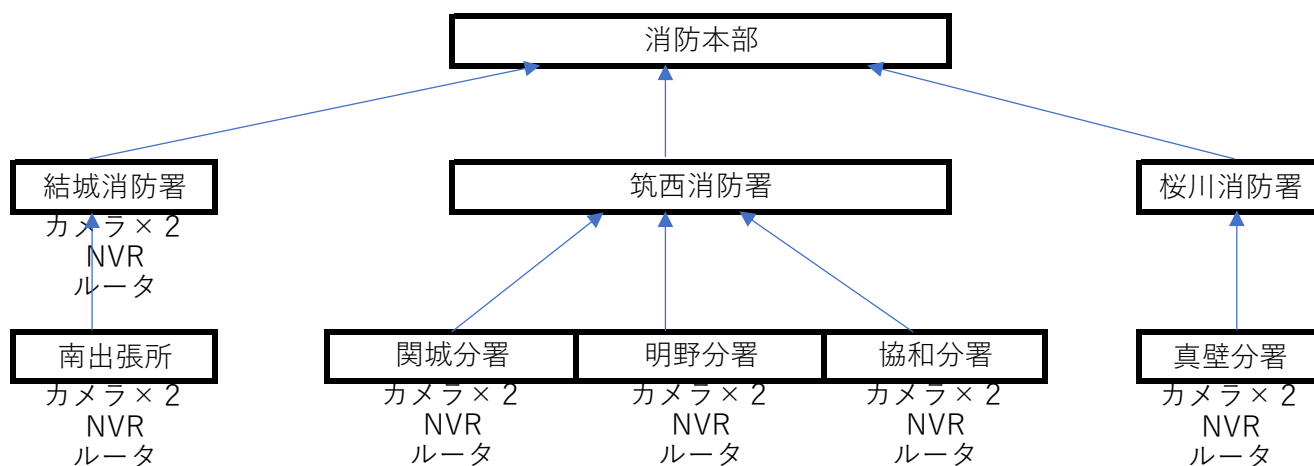 消防本部
結城消防署
筑西消防署
桜川消防署
カメラ×２
NVR
ルータ
南出張所
関城分署
明野分署
協和分署
真壁分署
カメラ×２
カメラ×２
カメラ×２
カメラ×２
カメラ×２
NVR
NVR
NVR
NVR
NVR
ルータ
ルータ
ルータ
ルータ
ルータ